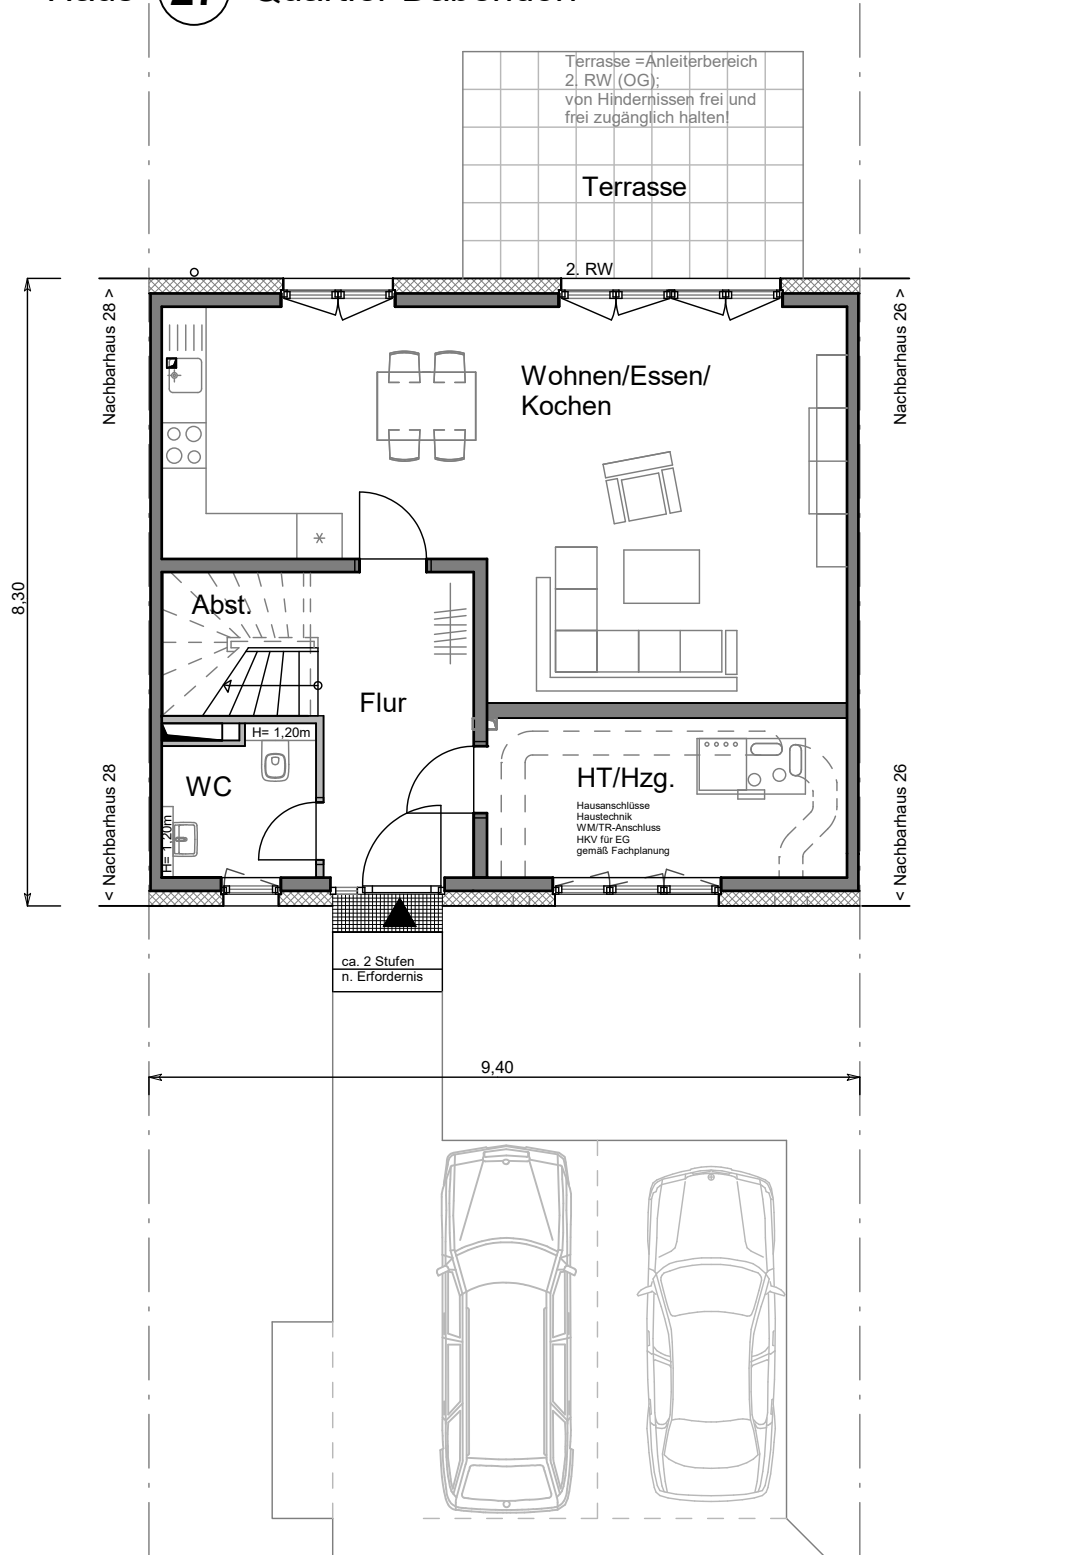 Terrasse =Anleiterbereich
2. RW (OG);
von Hindernissen frei und
frei zugänglich halten!
Terrasse
2. RW
Nachbarhaus 28 >
Nachbarhaus 26 >
Wohnen/Essen/
Kochen
8,30
Abst.
Flur
H= 1,20m
WC
H= 1,20m
HT/Hzg.
Hausanschlüsse
Haustechnik
WM/TR-Anschluss
HKV für EG
gemäß Fachplanung
< Nachbarhaus 28
< Nachbarhaus 26
ca. 2 Stufen
n. Erfordernis
9,40